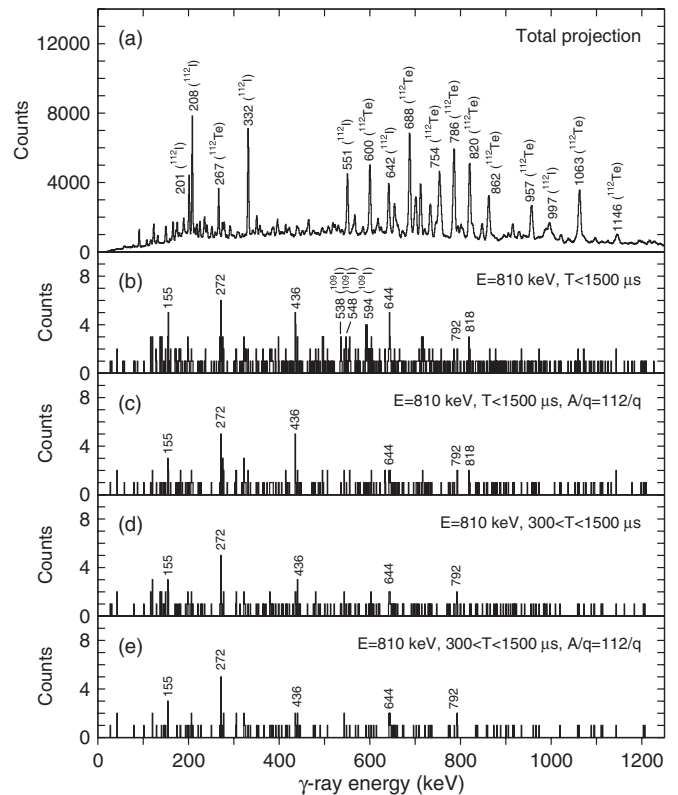 12000
8000
4000
0
Counts
(a)
Total projection
201 (¹¹²I)
208 (¹¹²I)
267 (¹¹²Te)
332 (¹¹²I)
551 (¹¹²I)
600 (¹¹²Te)
642 (¹¹²I)
688 (¹¹²Te)
754 (¹¹²Te)
786 (¹¹²Te)
820 (¹¹²Te)
862 (¹¹²Te)
957 (¹¹²Te)
997 (¹¹²I)
1063 (¹¹²Te)
1146 (¹¹²Te)
8
4
0
Counts
(b)
E=810 keV, T<1500 μs
155
272
436
538 (¹⁰⁹I)
548 (¹⁰⁹I)
594 (¹⁰⁹I)
644
792
818
8
4
0
Counts
(c)
E=810 keV, T<1500 μs, A/q=112/q
155
272
436
644
792
818
8
4
0
Counts
(d)
E=810 keV, 300<T<1500 μs
155
272
436
644
792
8
4
0
Counts
(e)
E=810 keV, 300<T<1500 μs, A/q=112/q
155
272
436
644
792
0 200 400 600 800 1000 1200
γ-ray energy (keV)